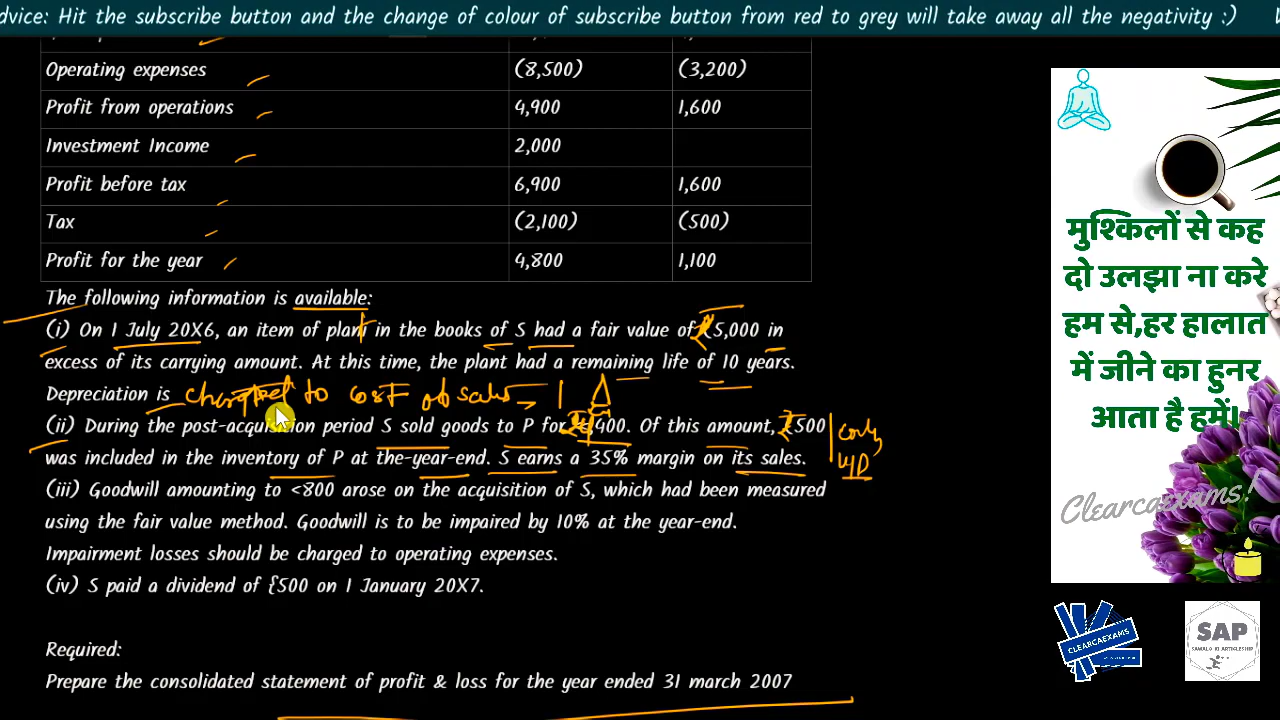 dvice: Hit the subscribe button and the change of colour of subscribe button from red to grey will take away all the negativity :)
Operating expenses (8,500) (3,200)
Profit from operations 4,900 1,600
Investment Income 2,000
Profit before tax 6,900 1,600
Tax (2,100) (500)
Profit for the year 4,800 1,100
The following information is available:
(i) On 1 July 20X6, an item of plant in the books of S had a fair value of ₹5,000 in
excess of its carrying amount. At this time, the plant had a remaining life of 10 years.
Depreciation is charged to cost of sales
(ii) During the post-acquisition period S sold goods to P for 400. Of this amount, ₹500
was included in the inventory of P at the-year-end. S earns a 35% margin on its sales.
(iii) Goodwill amounting to <800 arose on the acquisition of S, which had been measured
using the fair value method. Goodwill is to be impaired by 10% at the year-end.
Impairment losses should be charged to operating expenses.
(iv) S paid a dividend of {500 on 1 January 20X7.
Required:
Prepare the consolidated statement of profit & loss for the year ended 31 march 2007
मुश्किलों से कह
दो उलझा ना करे
हम से,हर हालात
में जीने का हुनर
आता है हमें।
Clearcaexams!
CLEARCAEXAMS
SAP
SAWALO KI ARTICLESHIP